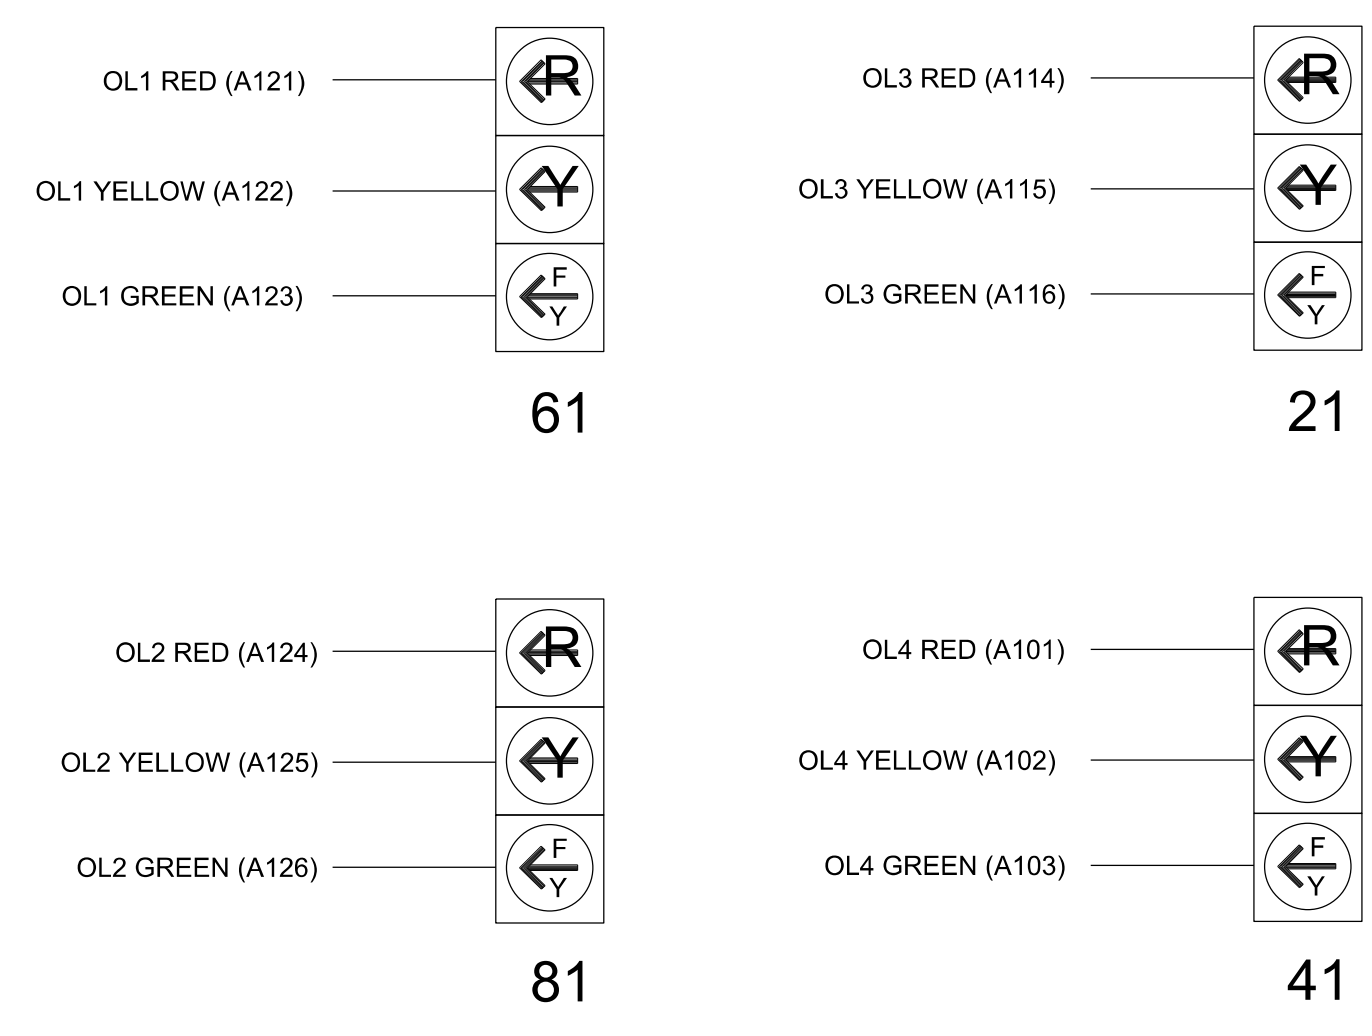 OL1 RED (A121)
R
OL1 YELLOW (A122)
Y
OL1 GREEN (A123)
F
Y
61
OL3 RED (A114)
R
OL3 YELLOW (A115)
Y
OL3 GREEN (A116)
F
Y
21
OL2 RED (A124)
R
OL2 YELLOW (A125)
Y
OL2 GREEN (A126)
F
Y
81
OL4 RED (A101)
R
OL4 YELLOW (A102)
Y
OL4 GREEN (A103)
F
Y
41